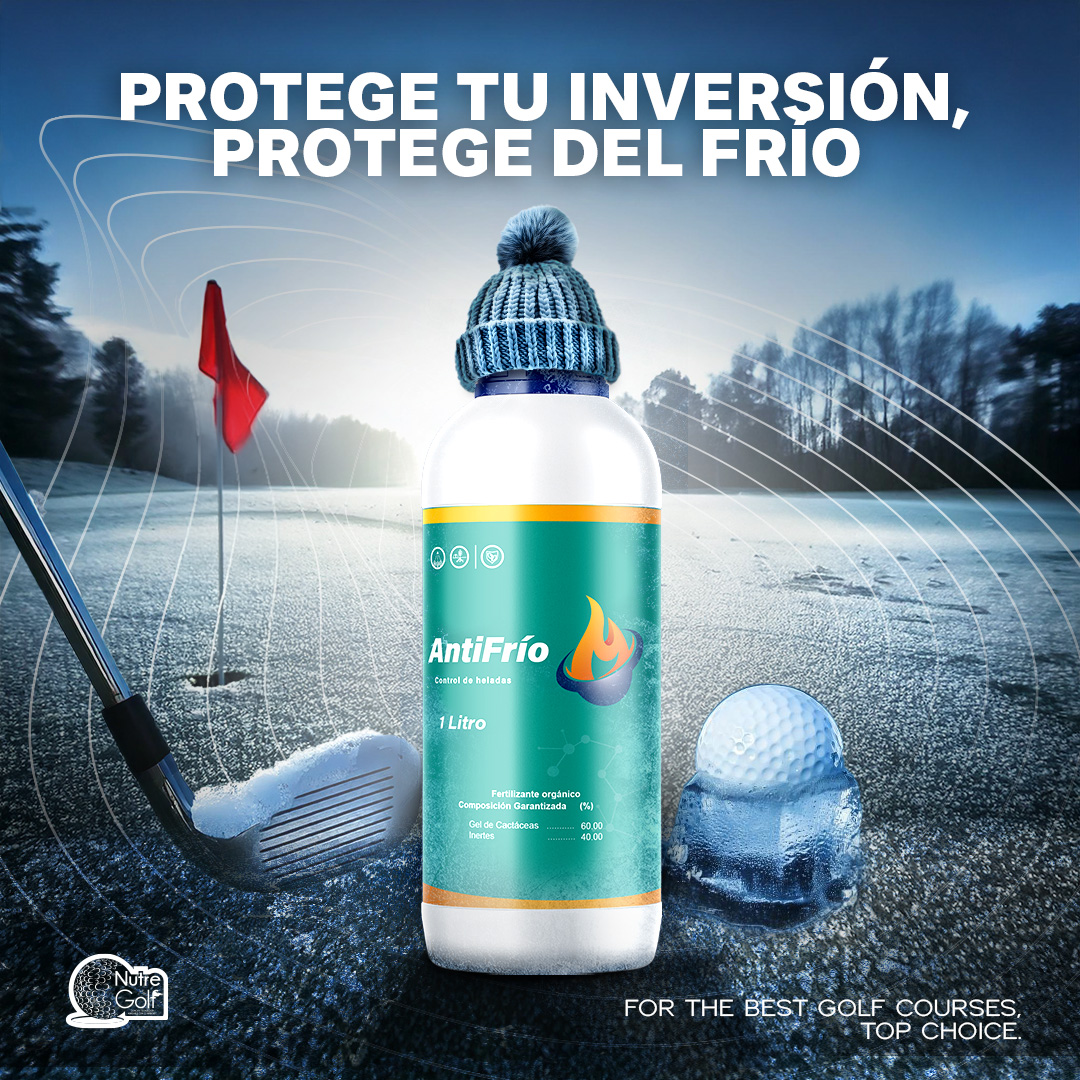 PROTEGE TU INVERSIÓN,
PROTEGE DEL FRÍO
AntiFrío
Control de heladas
1 Litro
Fertilizante orgánico
Composición Garantizada (%)
Gel de Cactáceas ............ 60.00
Inertes ............ 40.00
Nutre
Golf
FOR THE BEST GOLF COURSES,
TOP CHOICE.